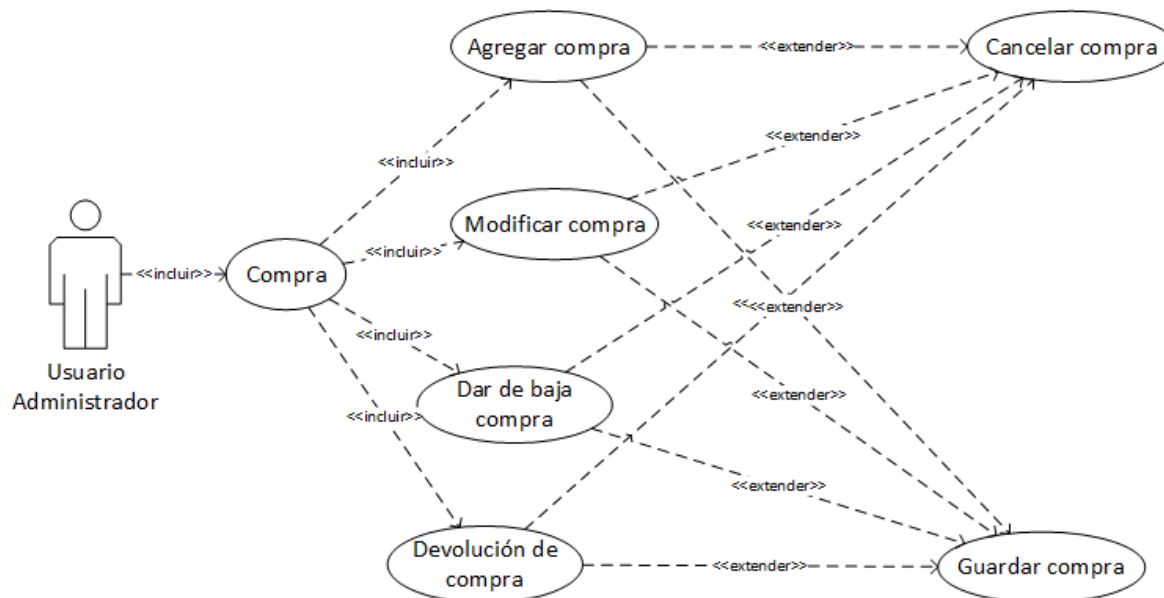 Agregar compra
<<extender>>
Cancelar compra
<<extender>>
<<incluir>>
Modificar compra
<<extender>>
<<incluir>>
<<incluir>>
Compra
<<<<extender>>
<<incluir>>
Usuario
Administrador
Dar de baja
compra
<<extender>>
<<incluir>>
<<extender>>
Devolución de
compra
<<extender>>
Guardar compra